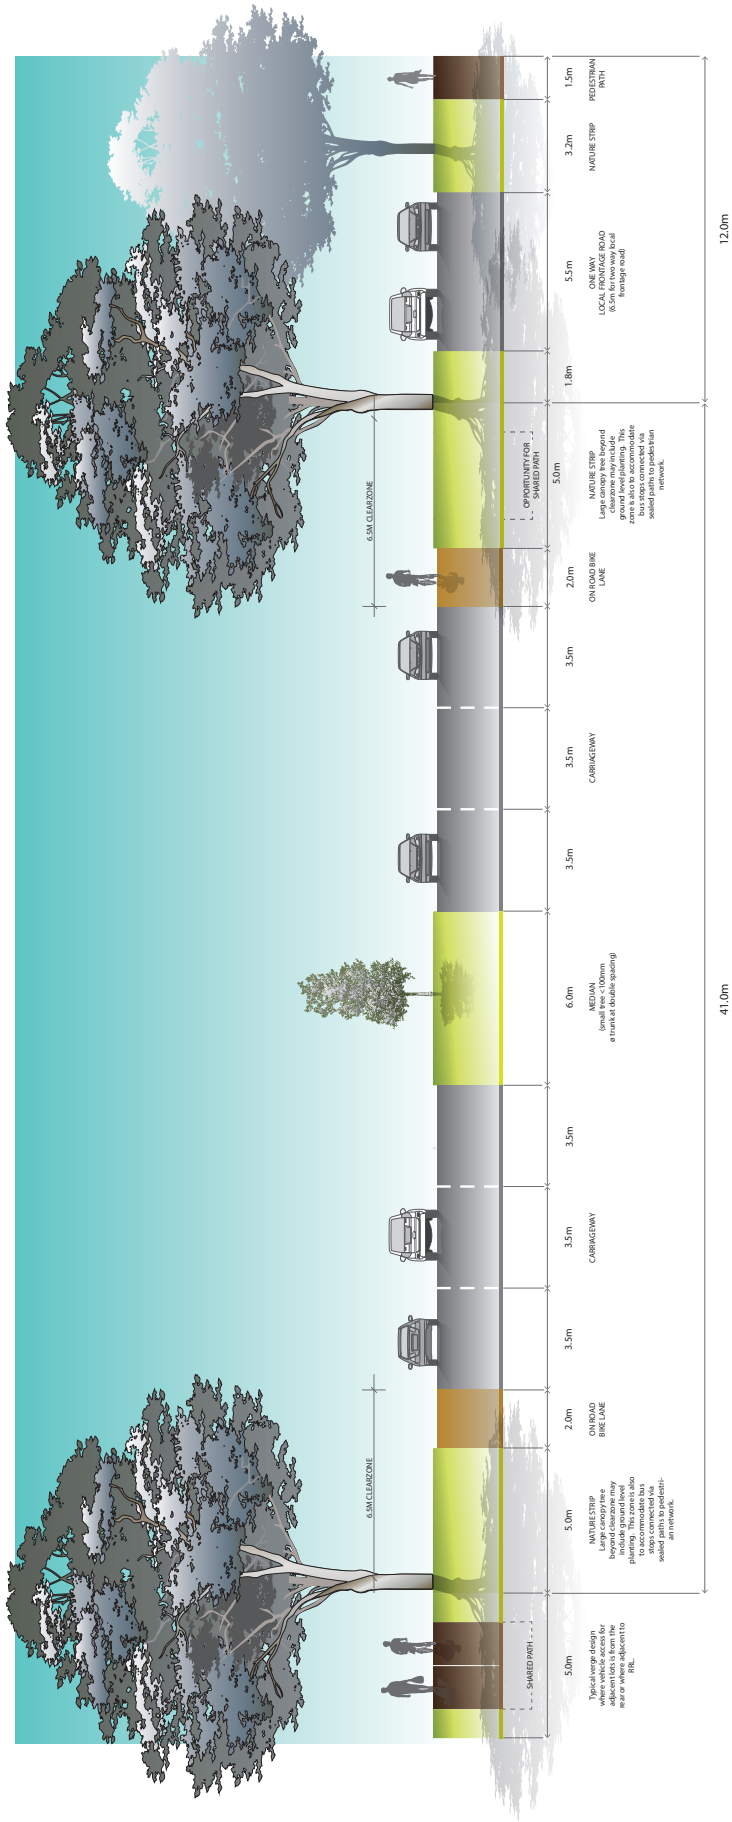 6.5M CLEARZONE
6.5M CLEARZONE
SHARED PATH
OPPORTUNITY FOR
SHARED PATH
5.0m
5.0m
2.0m
3.5m
3.5m
3.5m
6.0m
3.5m
3.5m
3.5m
2.0m
5.0m
1.8m
5.5m
3.2m
1.5m
Typical verge design
where vehicle access for
adjacent lots is from the
rear or where adjacent to
RRL.
NATURE STRIP
Large canopy tree
beyond clearzone may
include ground level
planting. This zone is also
to accommodate bus
stops connected via
sealed paths to pedestri-
an network.
ON ROAD
BIKE LANE
CARRIAGEWAY
MEDIAN
(small tree <100mm
ø trunk at double spacing)
CARRIAGEWAY
ON ROAD BIKE
LANE
NATURE STRIP
Large canopy tree beyond
clearzone may include
ground level planting. This
zone is also to accommodate
bus stops connected via
sealed paths to pedestrian
network.
ONE WAY
LOCAL FRONTAGE ROAD
(6.5m for two way local
frontage road)
NATURE STRIP
PEDESTRIAN
PATH
41.0m
12.0m